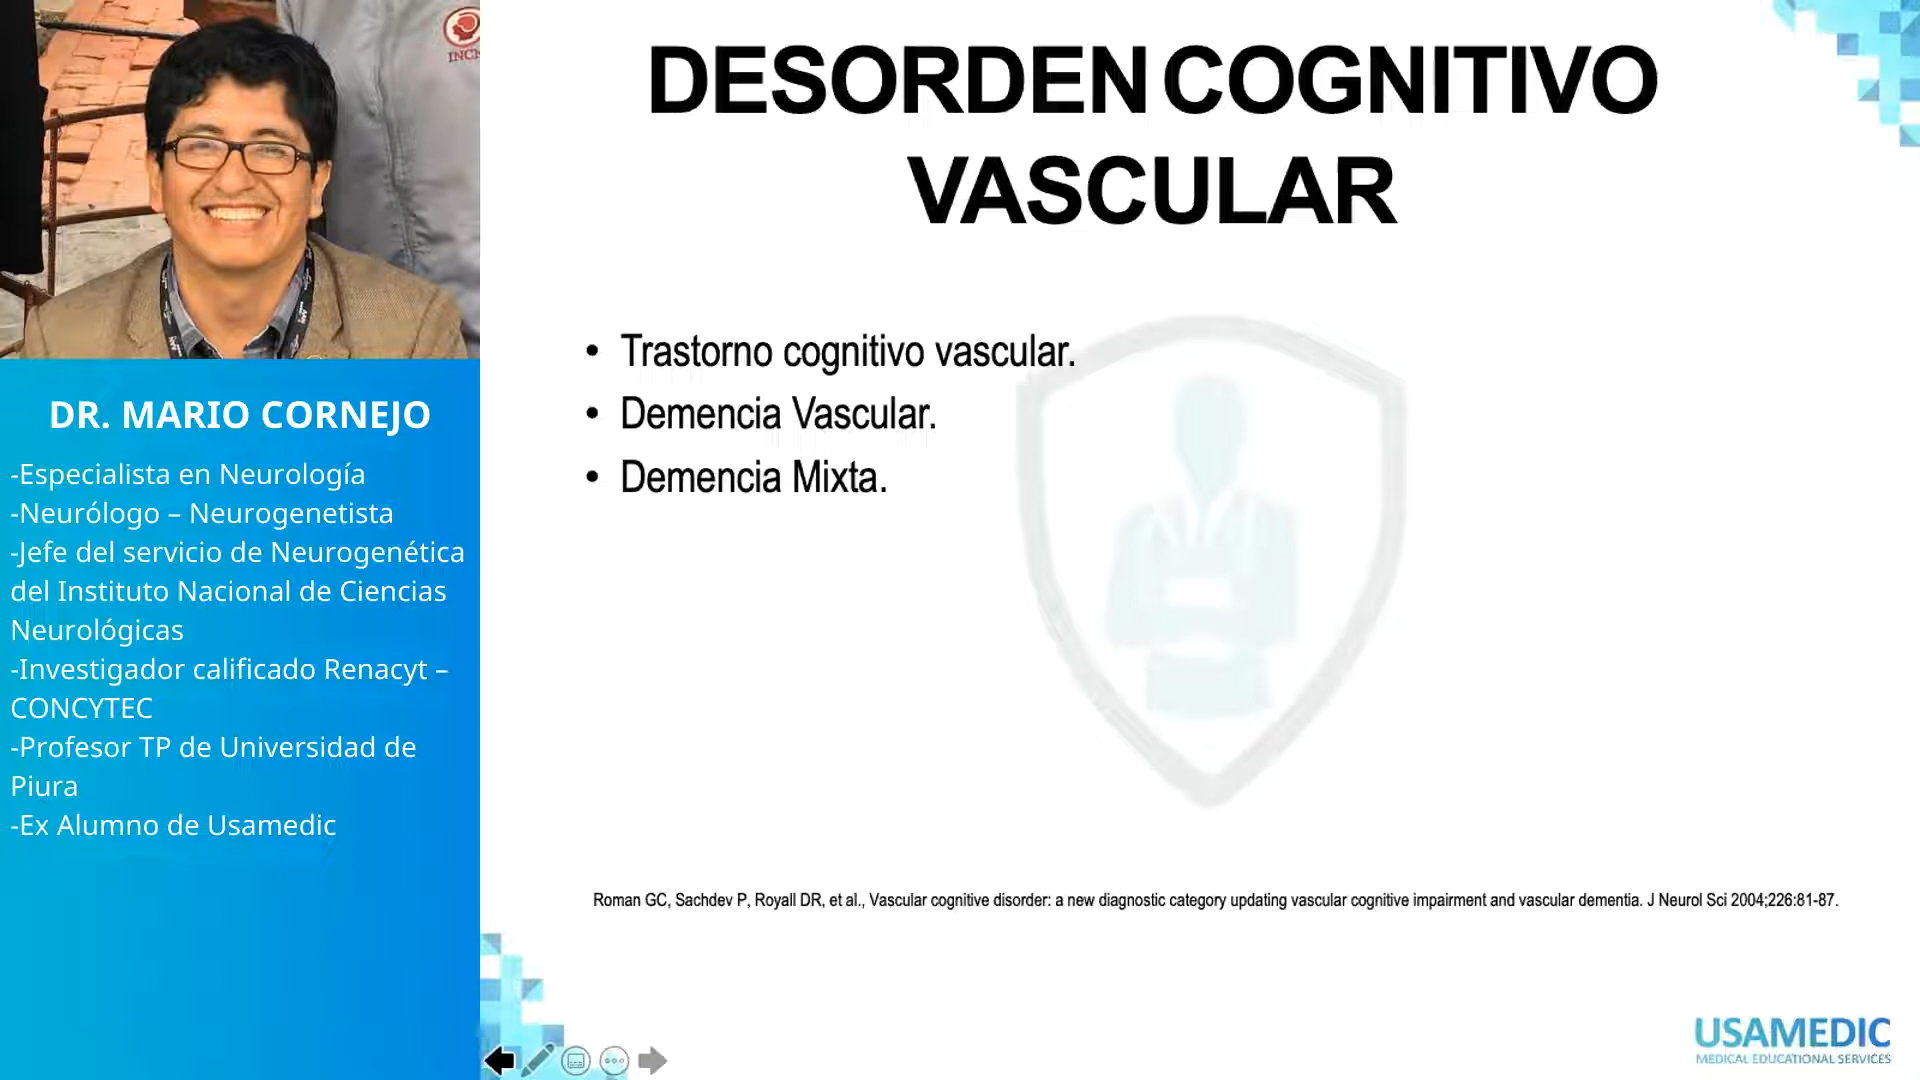 INCN
DR. MARIO CORNEJO
-Especialista en Neurología
-Neurólogo – Neurogenetista
-Jefe del servicio de Neurogenética
del Instituto Nacional de Ciencias
Neurológicas
-Investigador calificado Renacyt –
CONCYTEC
-Profesor TP de Universidad de
Piura
-Ex Alumno de Usamedic
DESORDEN COGNITIVO
VASCULAR
• Trastorno cognitivo vascular.
• Demencia Vascular.
• Demencia Mixta.
Roman GC, Sachdev P, Royall DR, et al., Vascular cognitive disorder: a new diagnostic category updating vascular cognitive impairment and vascular dementia. J Neurol Sci 2004;226:81-87.
USAMEDIC
MEDICAL EDUCATIONAL SERVICES